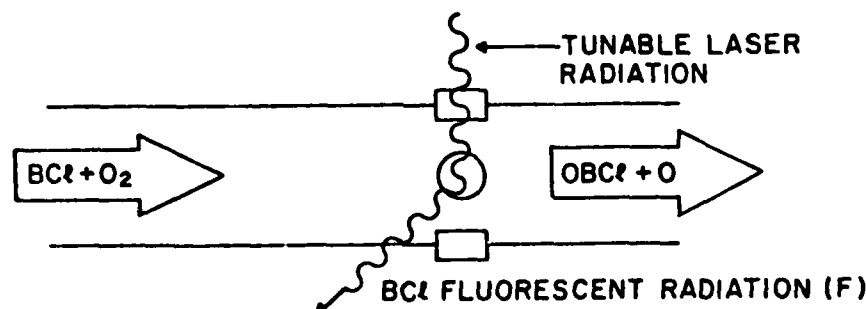 TUNABLE LASER
RADIATION
BCℓ + O₂
OBCℓ + O
BCℓ FLUORESCENT RADIATION (F)